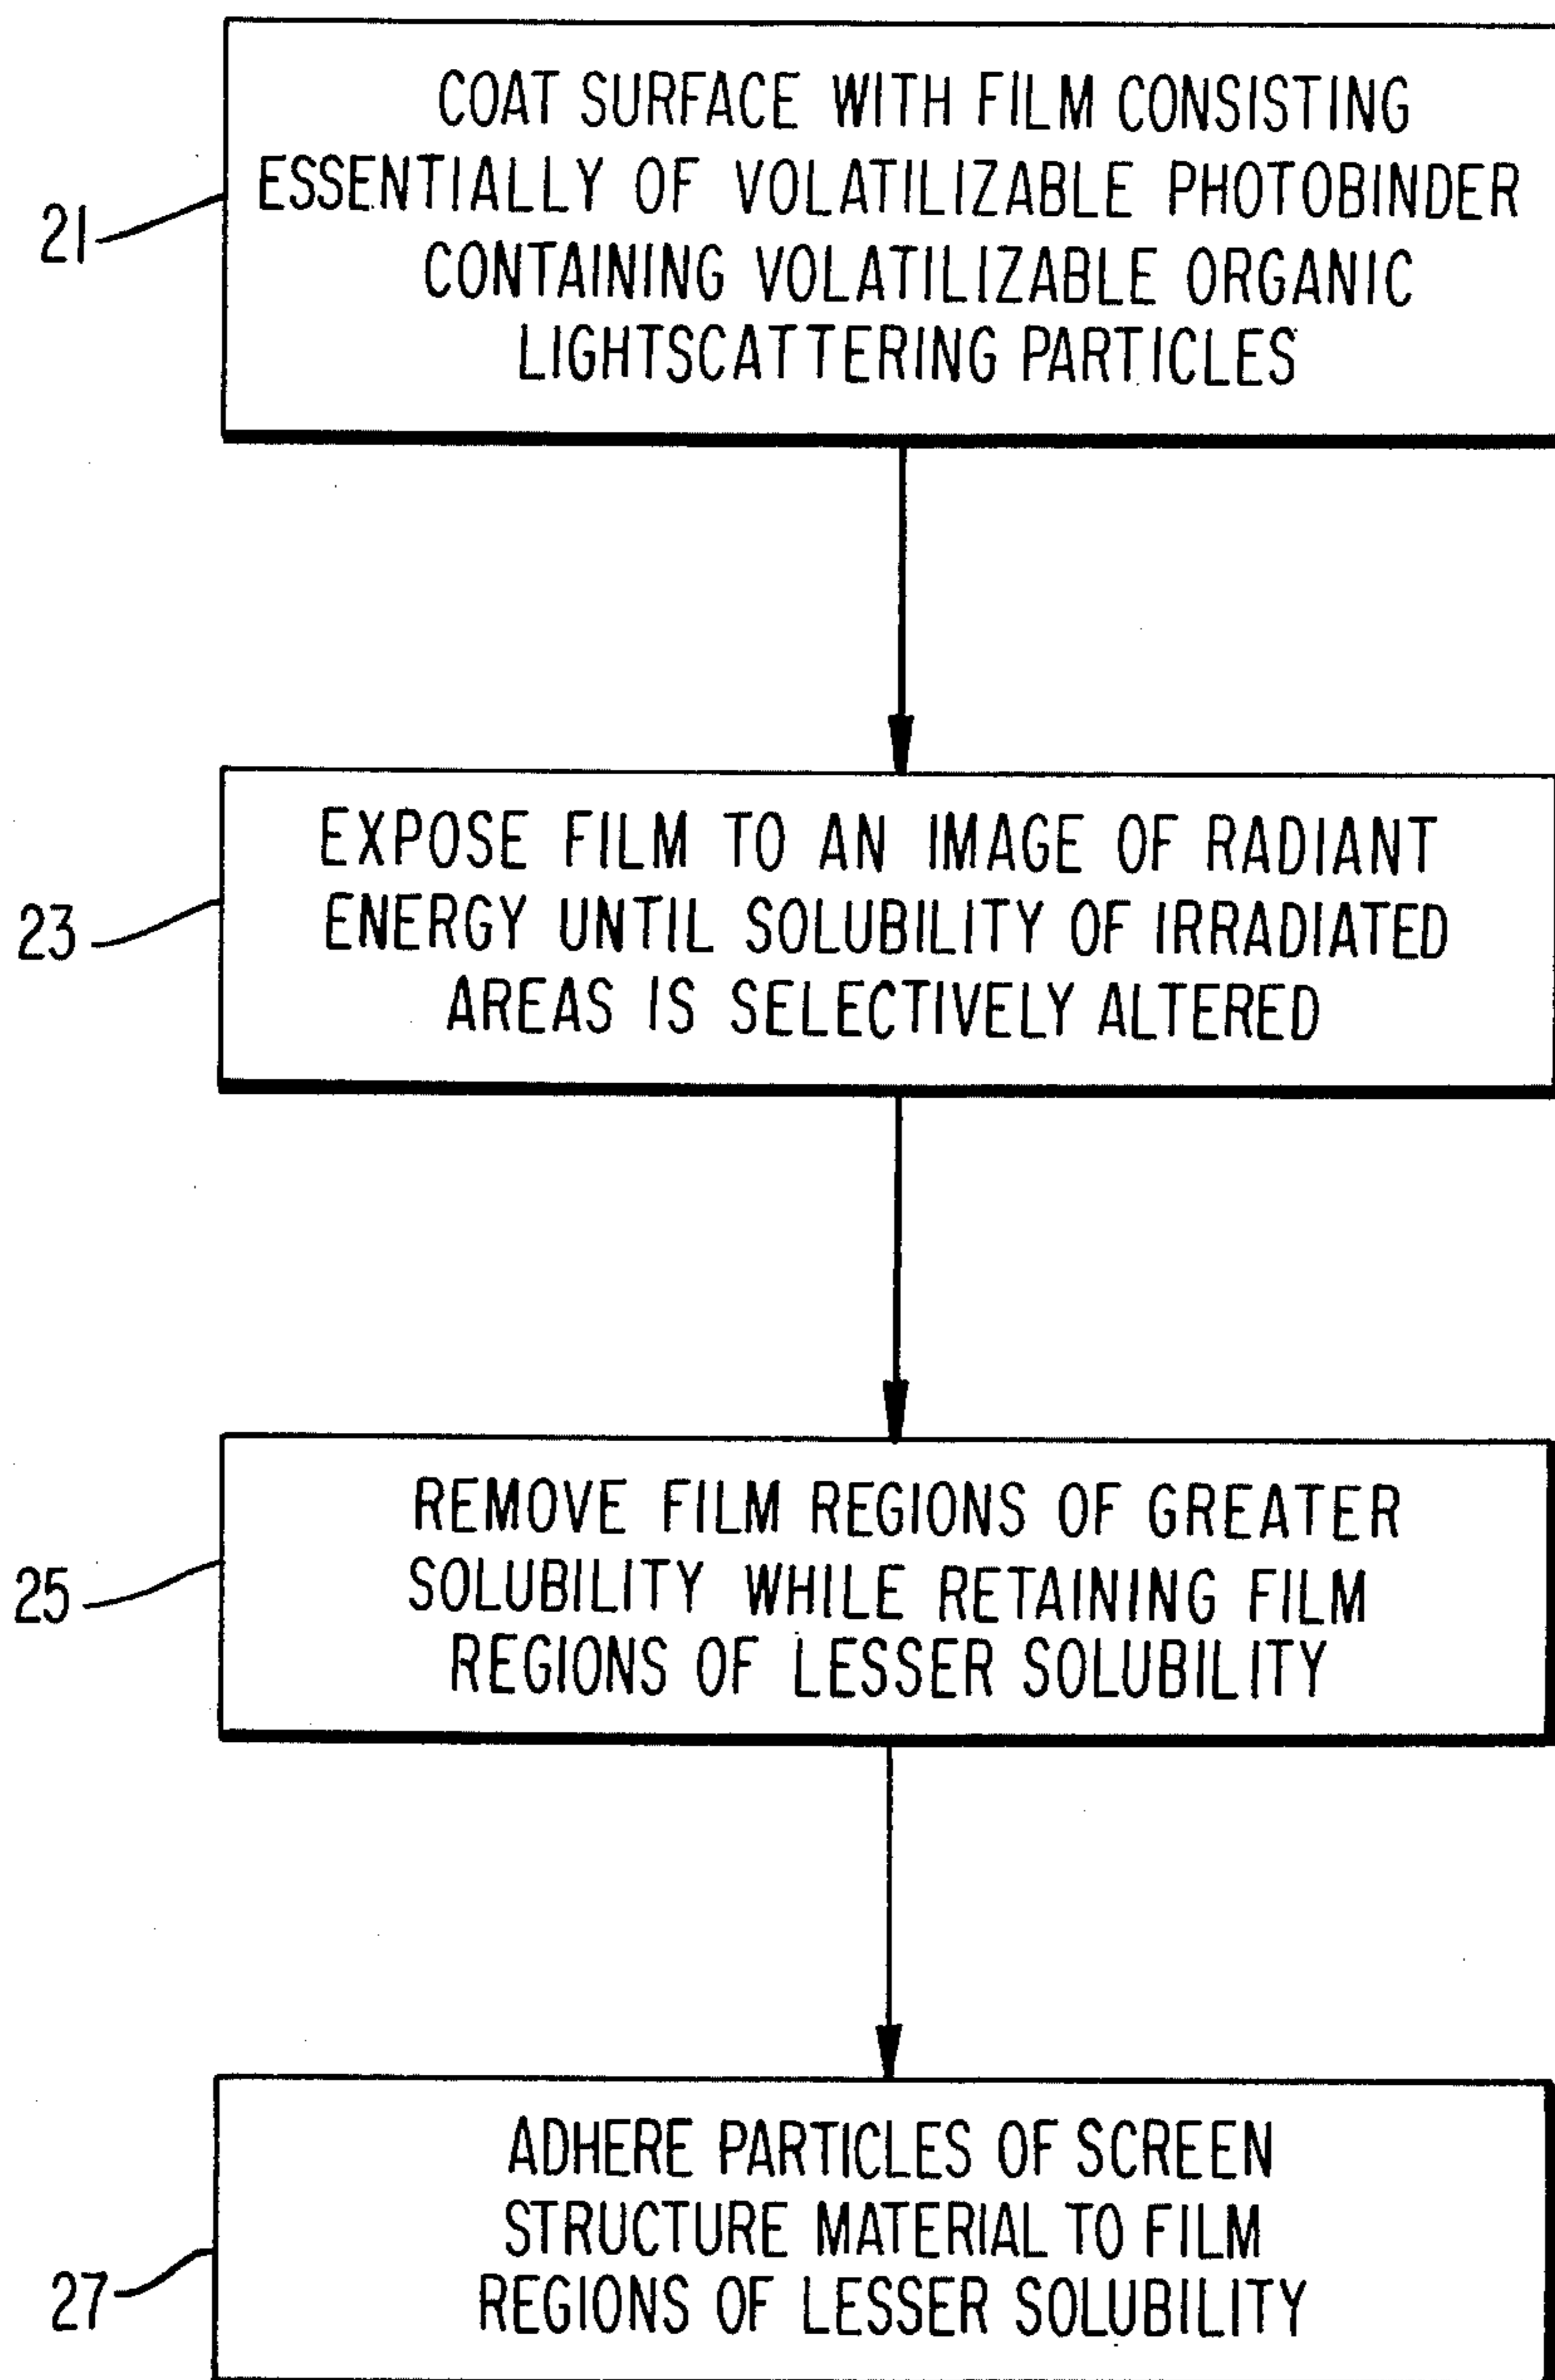 COAT SURFACE WITH FILM CONSISTING
ESSENTIALLY OF VOLATILIZABLE PHOTOBINDER
CONTAINING VOLATILIZABLE ORGANIC
LIGHTSCATTERING PARTICLES
21
EXPOSE FILM TO AN IMAGE OF RADIANT
ENERGY UNTIL SOLUBILITY OF IRRADIATED
AREAS IS SELECTIVELY ALTERED
23
REMOVE FILM REGIONS OF GREATER
SOLUBILITY WHILE RETAINING FILM
REGIONS OF LESSER SOLUBILITY
25
ADHERE PARTICLES OF SCREEN
STRUCTURE MATERIAL TO FILM
REGIONS OF LESSER SOLUBILITY
27